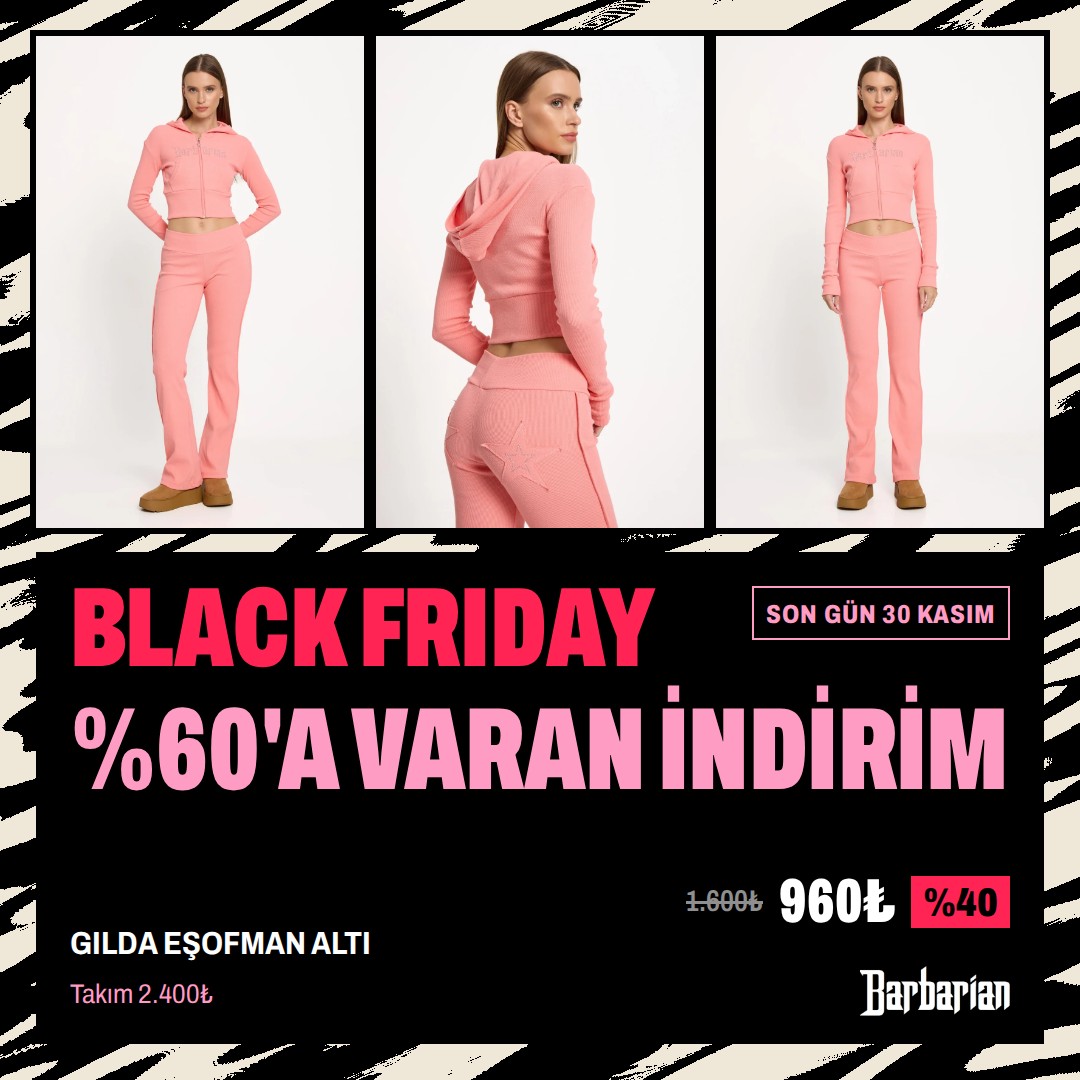 BLACK FRIDAY
SON GÜN 30 KASIM
%60'A VARAN İNDİRİM
1.600₺ 960₺ %40
GILDA EŞOFMAN ALTI
Takım 2.400₺
Barbarian